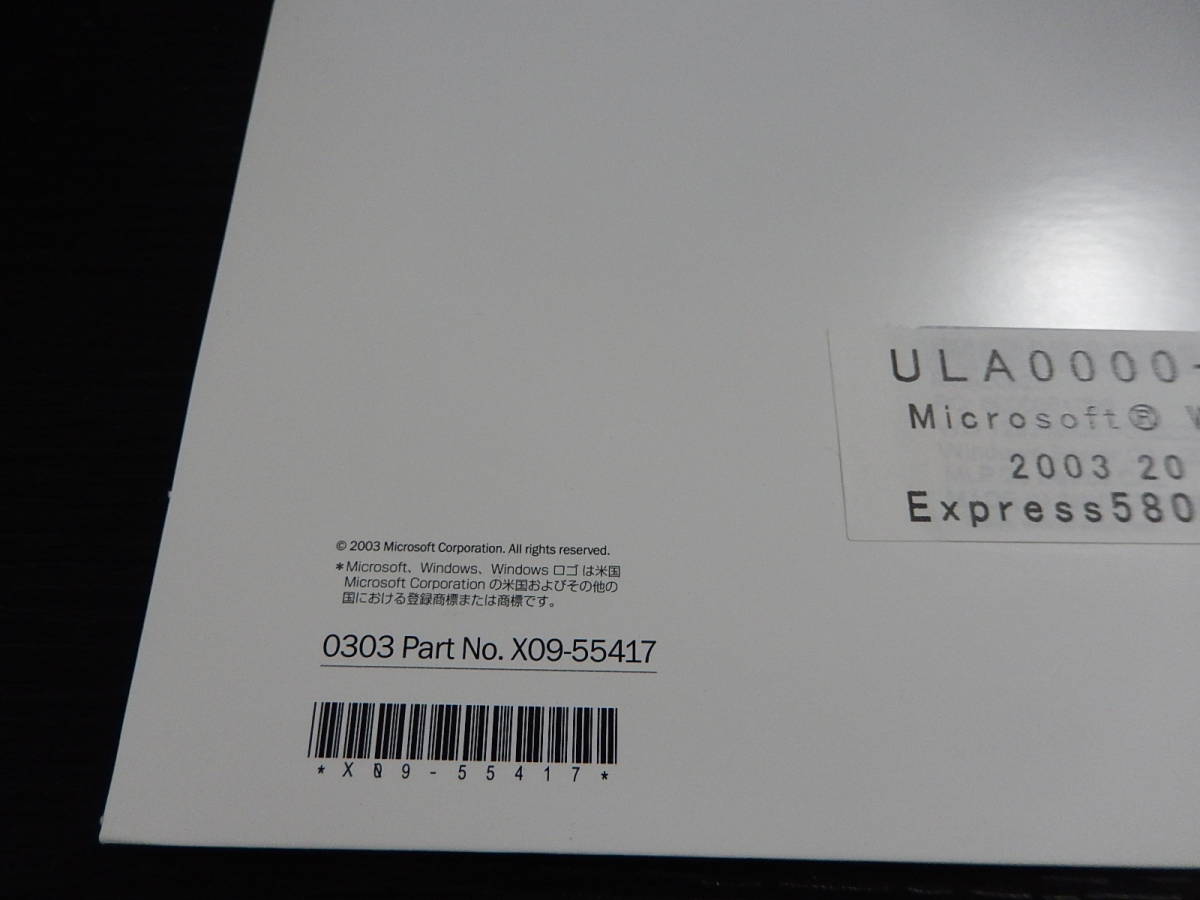 ULA0000-
Microsoft® W
2003 20
Express580
© 2003 Microsoft Corporation. All rights reserved.
*Microsoft、Windows、Windows ロゴ は米国
Microsoft Corporation の米国およびその他の
国における登録商標または商標です。
0303 Part No. X09-55417
*X09-55417*